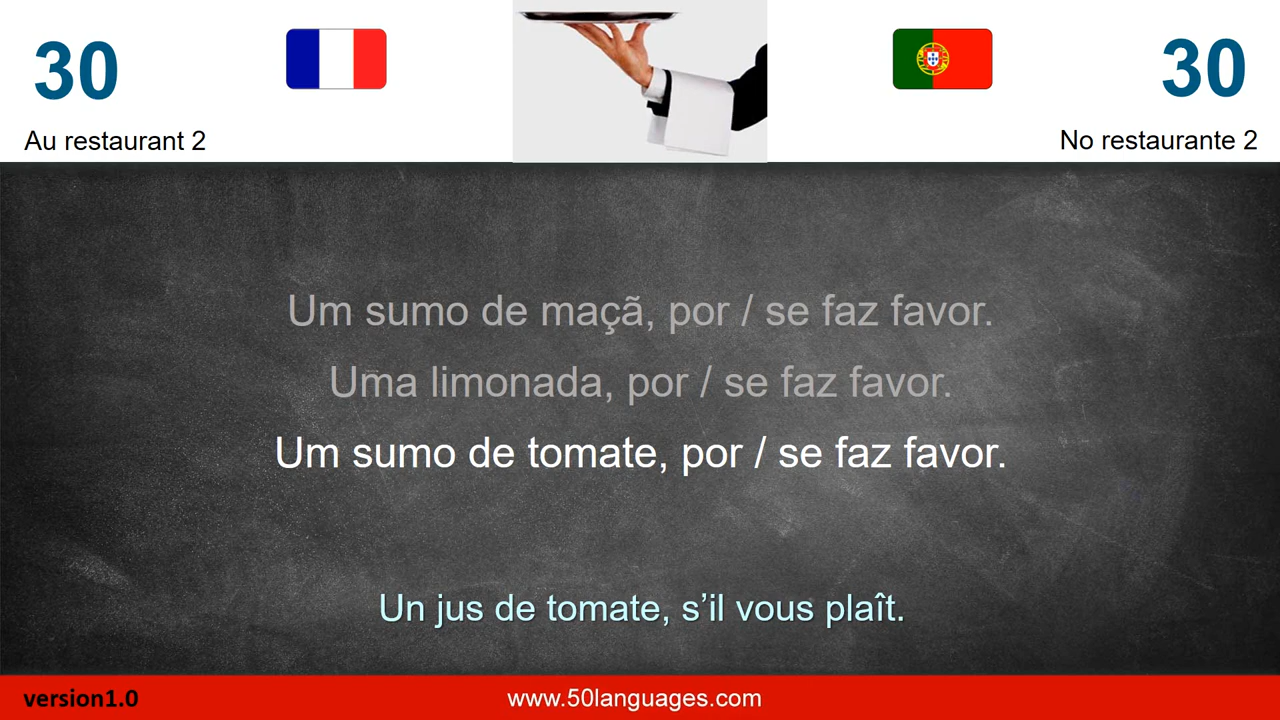 30
30
Au restaurant 2
No restaurante 2
Um sumo de maçã, por / se faz favor.
Uma limonada, por / se faz favor.
Um sumo de tomate, por / se faz favor.
Un jus de tomate, s’il vous plaît.
version1.0
www.50languages.com